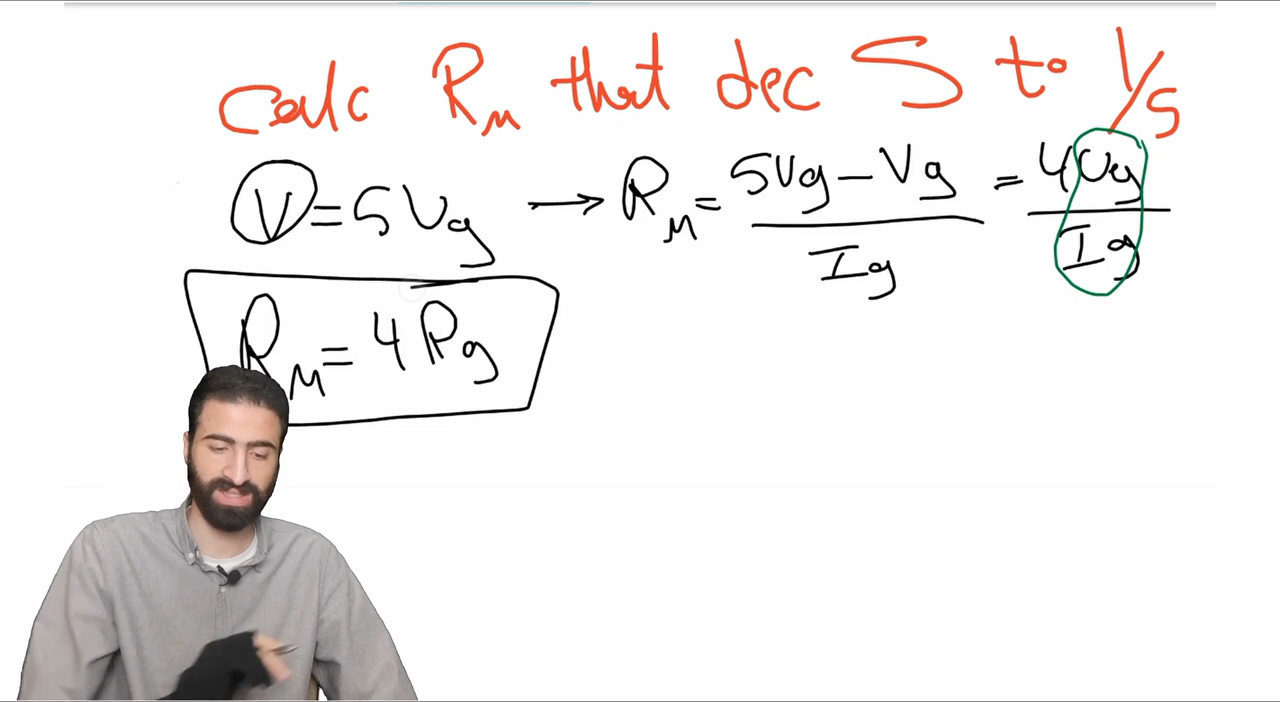 calc RM that dec S to 1/5
V = 5Vg → RM = 5Vg - Vg / Ig = 4Vg / Ig
RM = 4Rg